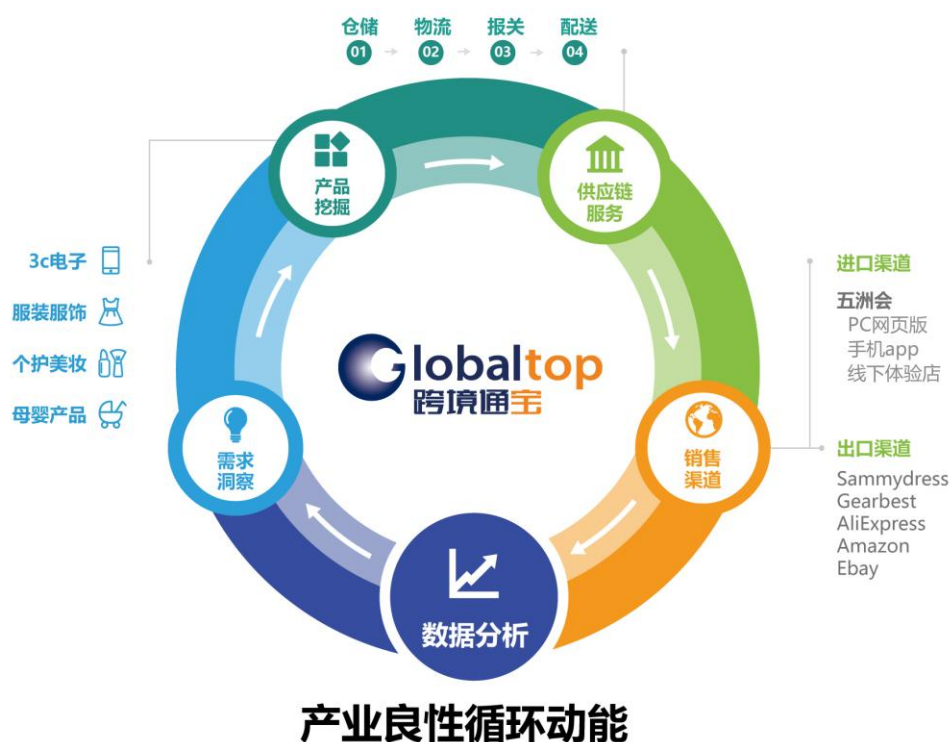 仓储 物流 报关 配送
01 02 03 04
产品
挖掘
供应链
服务
3c电子
服装服饰
个护美妆
母婴产品
进口渠道
五洲会
PC网页版
手机app
线下体验店
Globaltop
跨境通宝
需求
洞察
销售
渠道
出口渠道
Sammydress
Gearbest
AliExpress
Amazon
Ebay
数据分析
产业良性循环动能